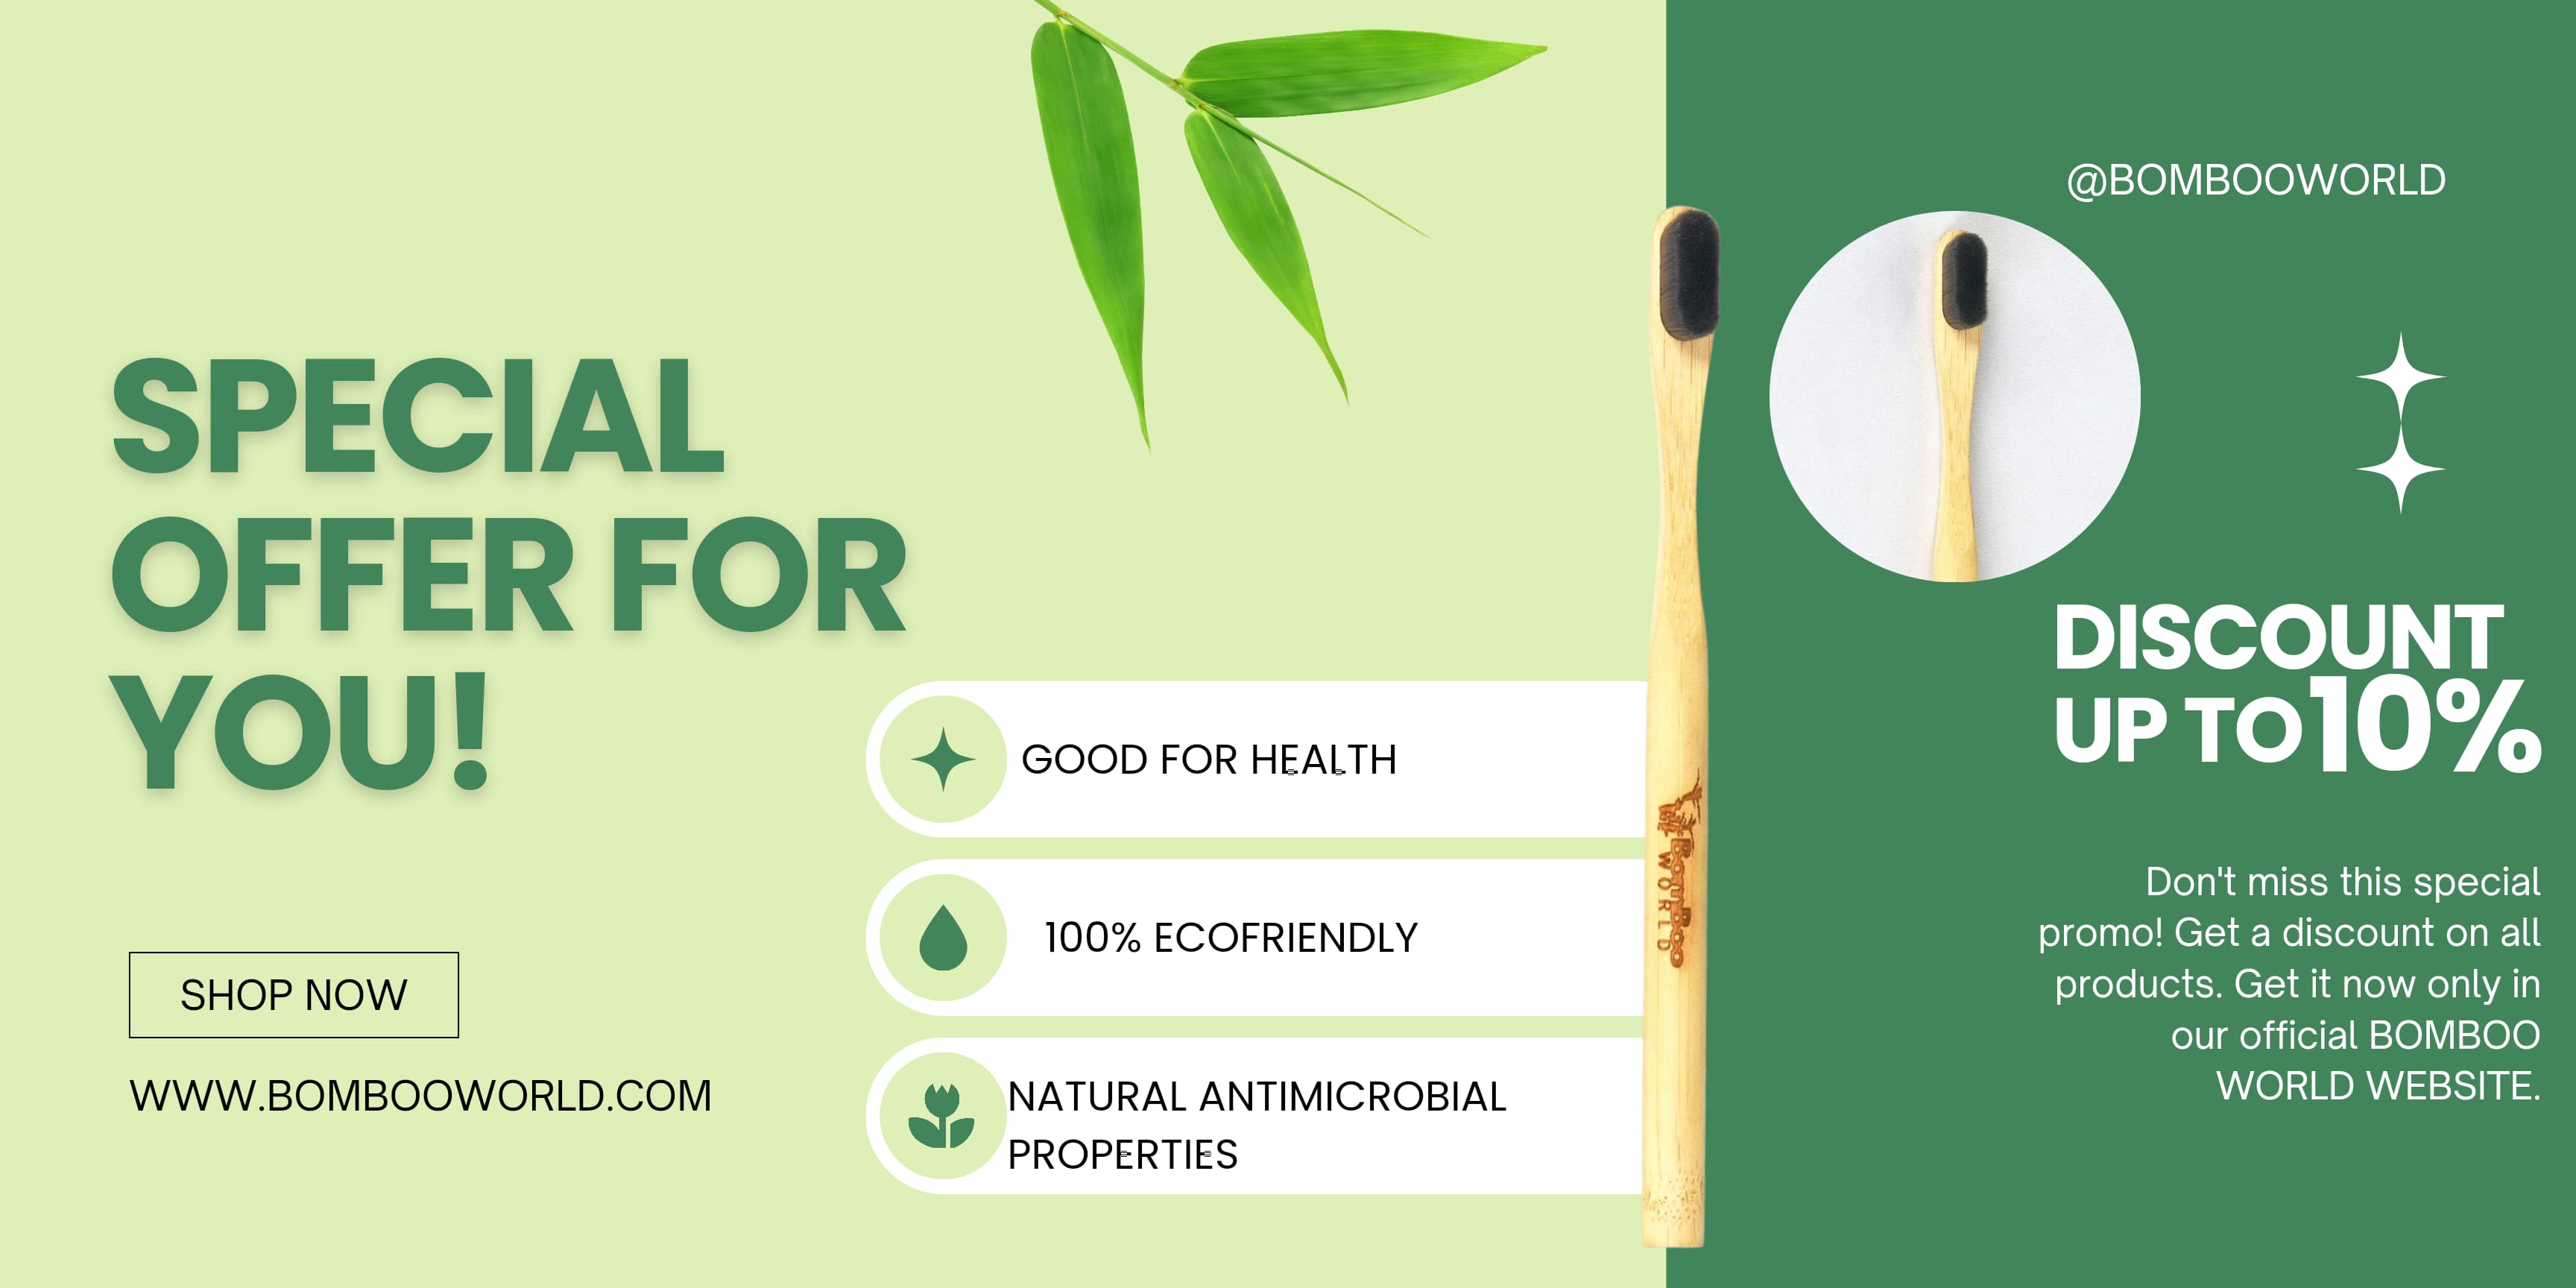 SPECIAL
OFFER FOR
YOU!
SHOP NOW
WWW.BOMBOOWORLD.COM
GOOD FOR HEALTH
100% ECOFRIENDLY
NATURAL ANTIMICROBIAL
PROPERTIES
BomBoo
WORLD
@BOMBOOWORLD
DISCOUNT
UP TO 10%
Don't miss this special
promo! Get a discount on all
products. Get it now only in
our official BOMBOO
WORLD WEBSITE.